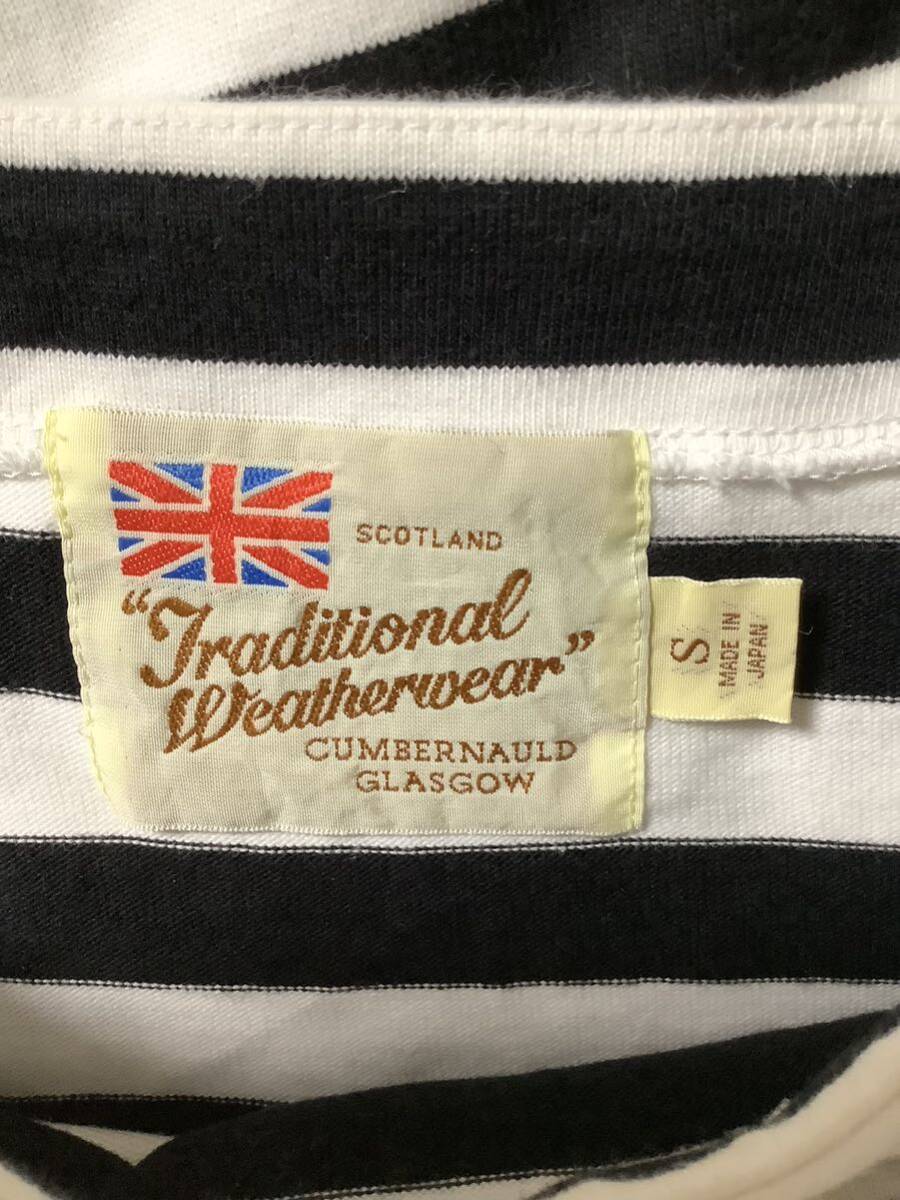 SCOTLAND
“Traditional
Weatherwear”
CUMBERNAULD
GLASGOW
S
MADE IN
JAPAN